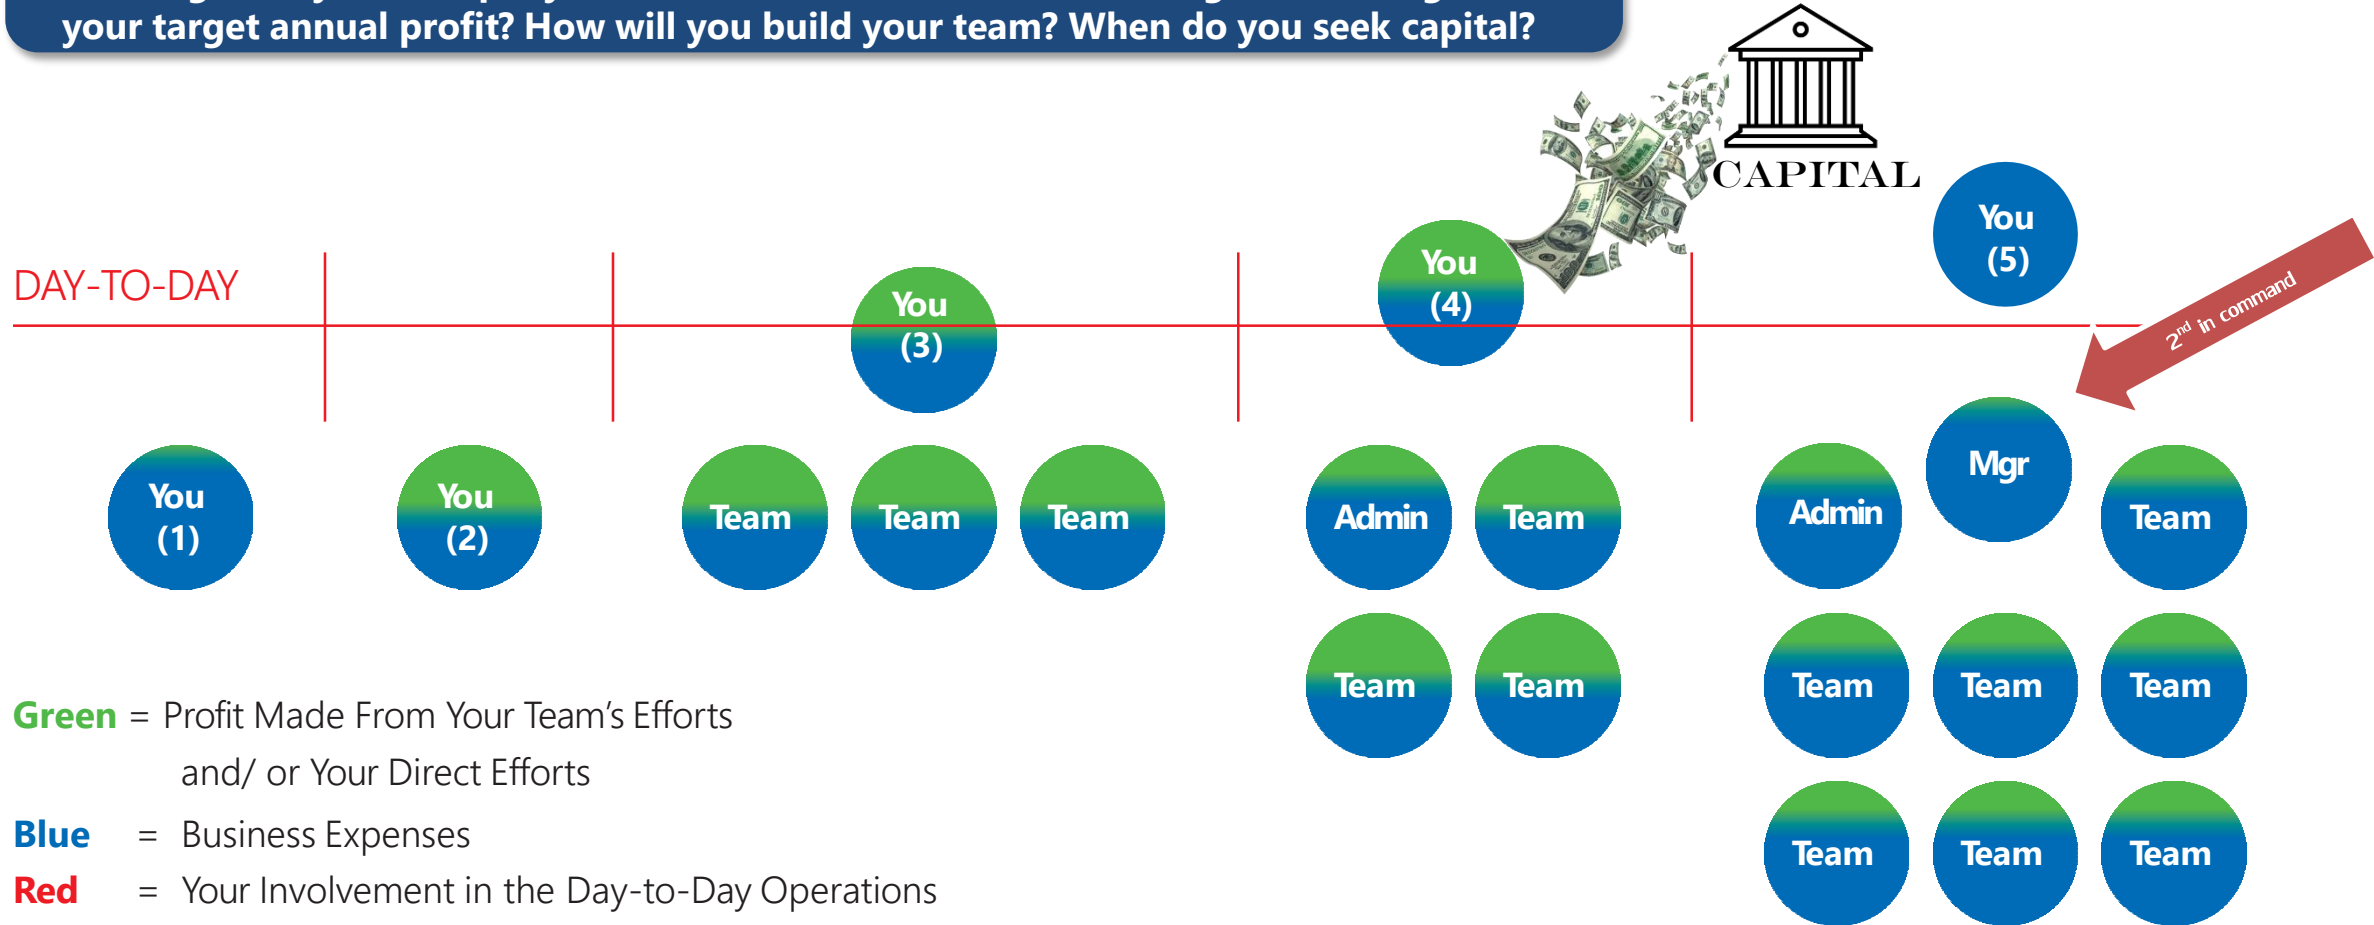 your target annual profit? How will you build your team? When do you seek capital?
CAPITAL
You
(5)
2nd in command
DAY-TO-DAY
You
(3)
You
(4)
You
(1)
You
(2)
Team
Team
Team
Admin
Team
Admin
Mgr
Team
Team
Team
Team
Team
Team
Team
Team
Team
Green = Profit Made From Your Team’s Efforts
and/ or Your Direct Efforts
Blue = Business Expenses
Red = Your Involvement in the Day-to-Day Operations